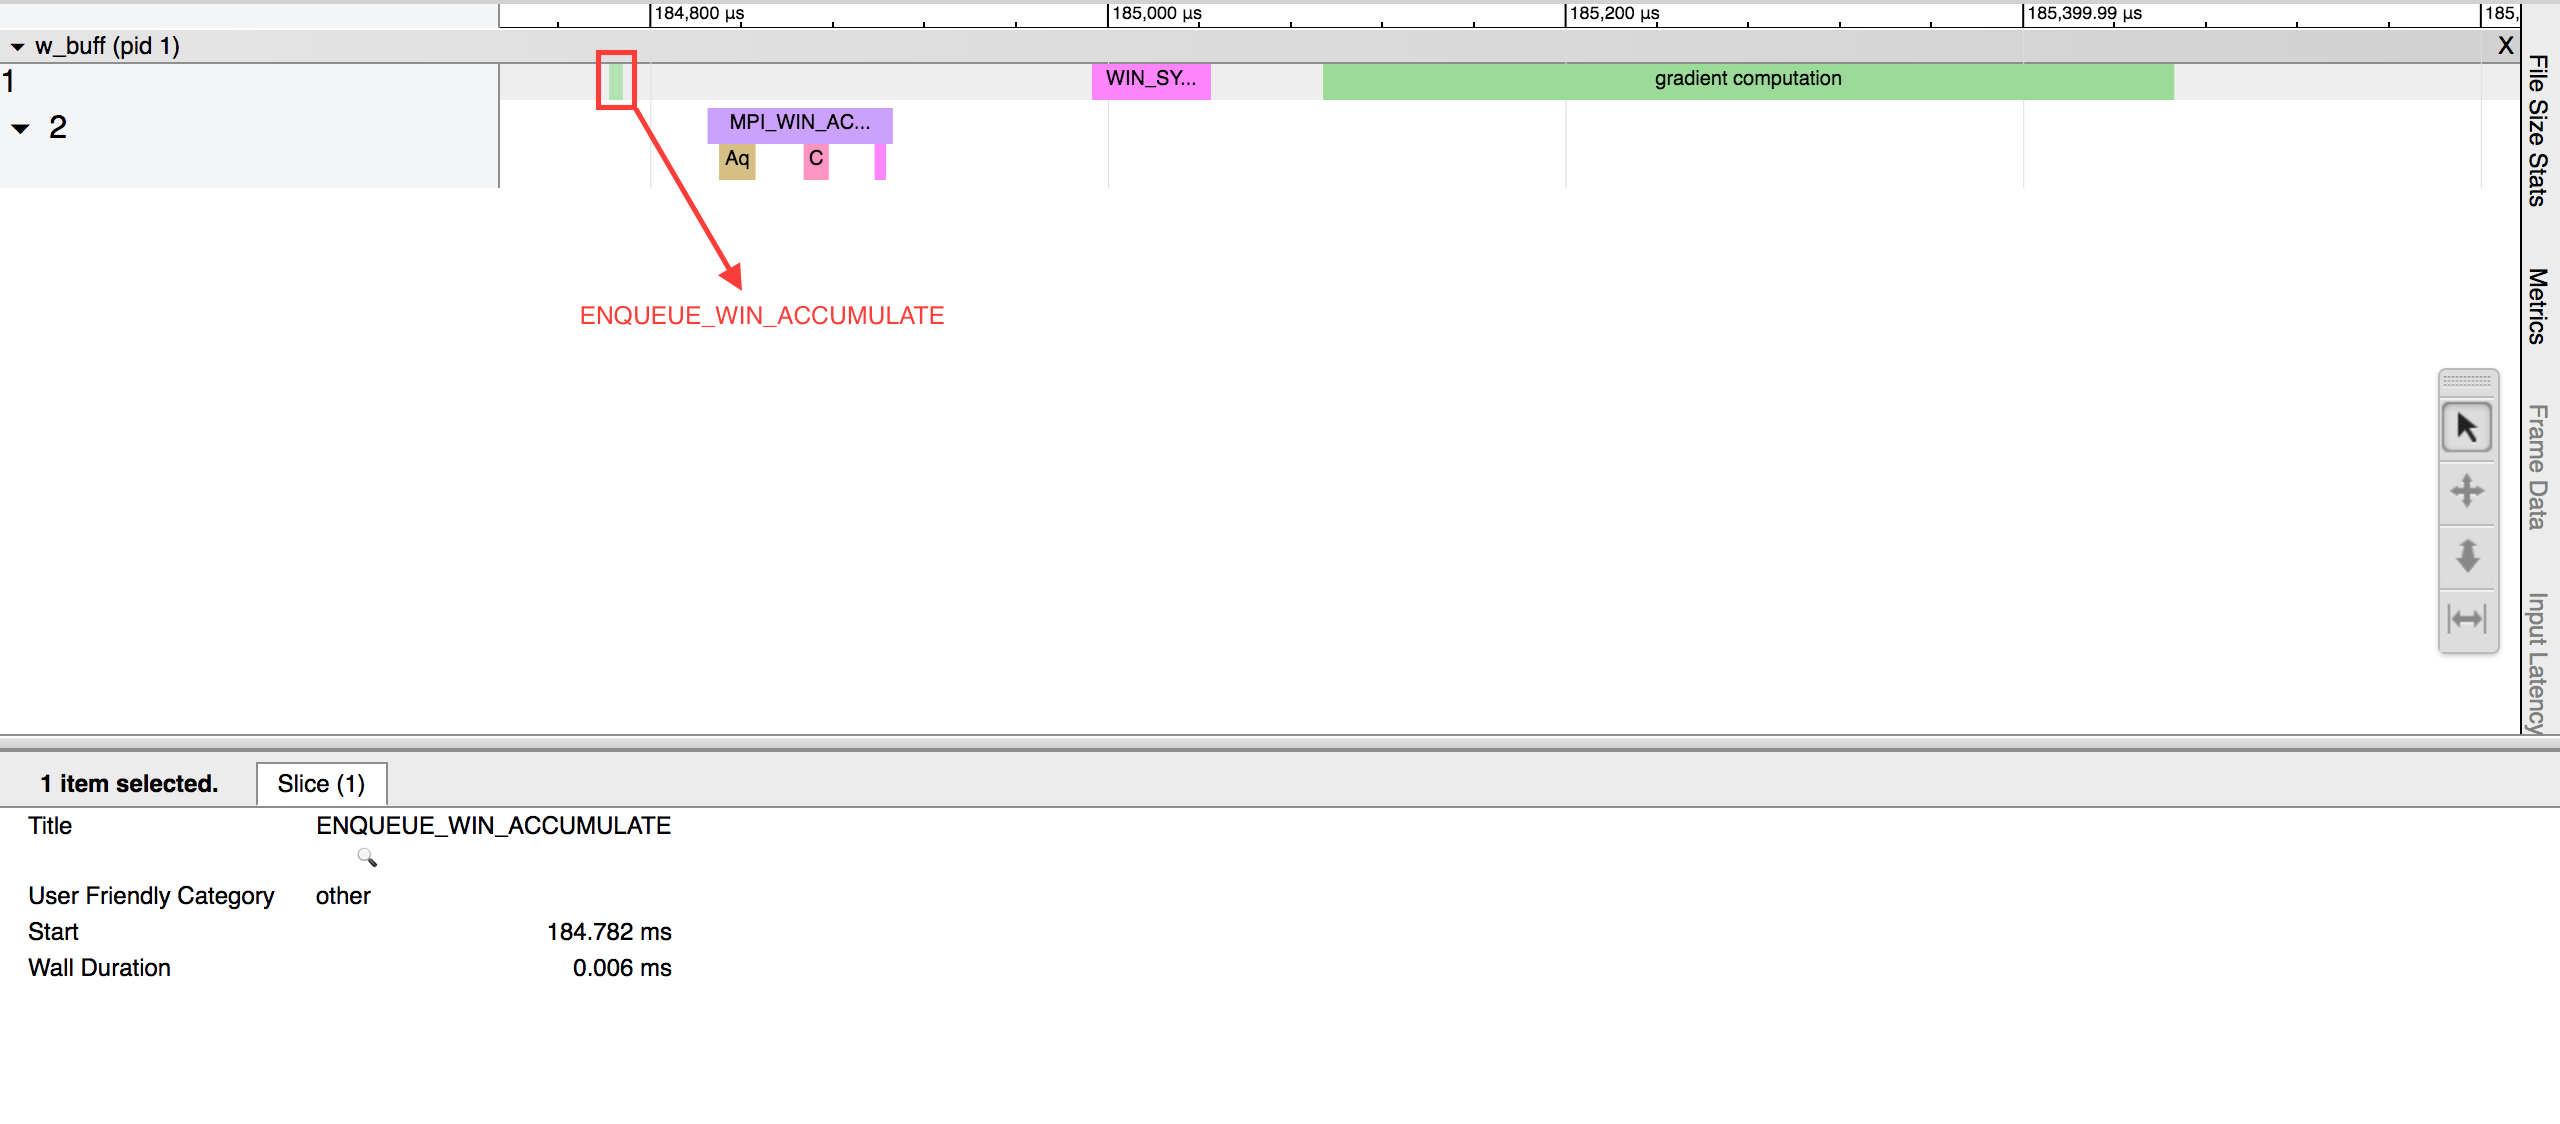 184,800 µs
185,000 µs
185,200 µs
185,399.99 µs
185,
w_buff (pid 1)
X
1
WIN_SY...
gradient computation
2
MPI_WIN_AC...
Aq
C
ENQUEUE_WIN_ACCUMULATE
File Size Stats
Metrics
Frame Data
Input Latency
1 item selected.
Slice (1)
Title ENQUEUE_WIN_ACCUMULATE
User Friendly Category other
Start 184.782 ms
Wall Duration 0.006 ms